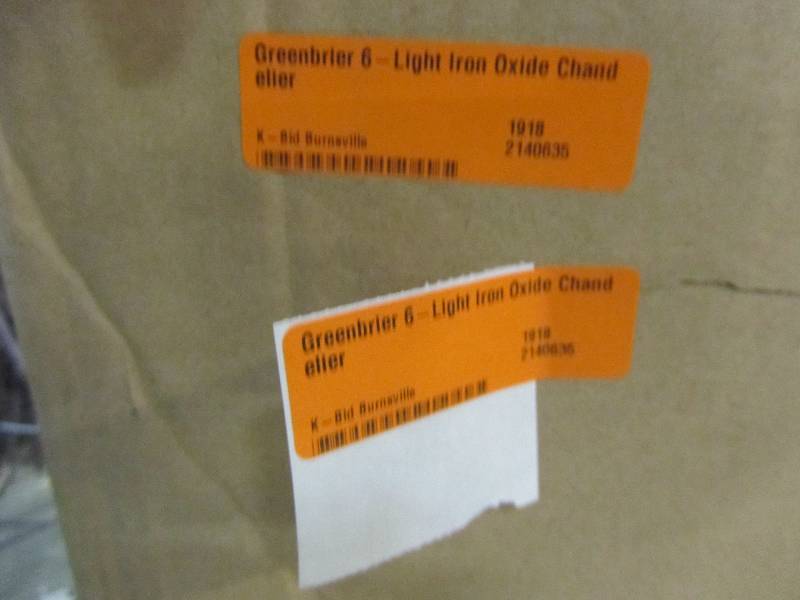 Greenbrier 6-Light Iron Oxide Chand
elier
1918
K-Bid Burnsville
2140635
Greenbrier 6-Light Iron Oxide Chand
elier
1918
2140635
K-Bid Burnsville